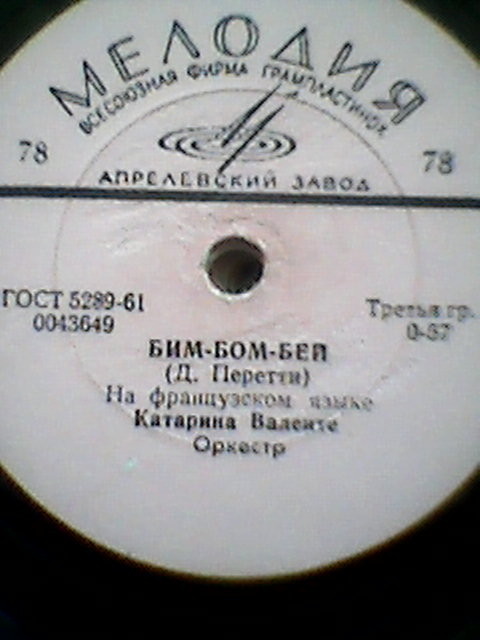 МЕЛОДИЯ
ВСЕСОЮЗНАЯ ФИРМА ГРАМПЛАСТИНОК
78 78
АПРЕЛЕВСКИЙ ЗАВОД
ГОСТ 5289-61 Третья гр.
0043649 0-57
БИМ-БОМ-БЕЙ
(Д. Перетти)
На французском языке
Катарина Валенте
Оркестр